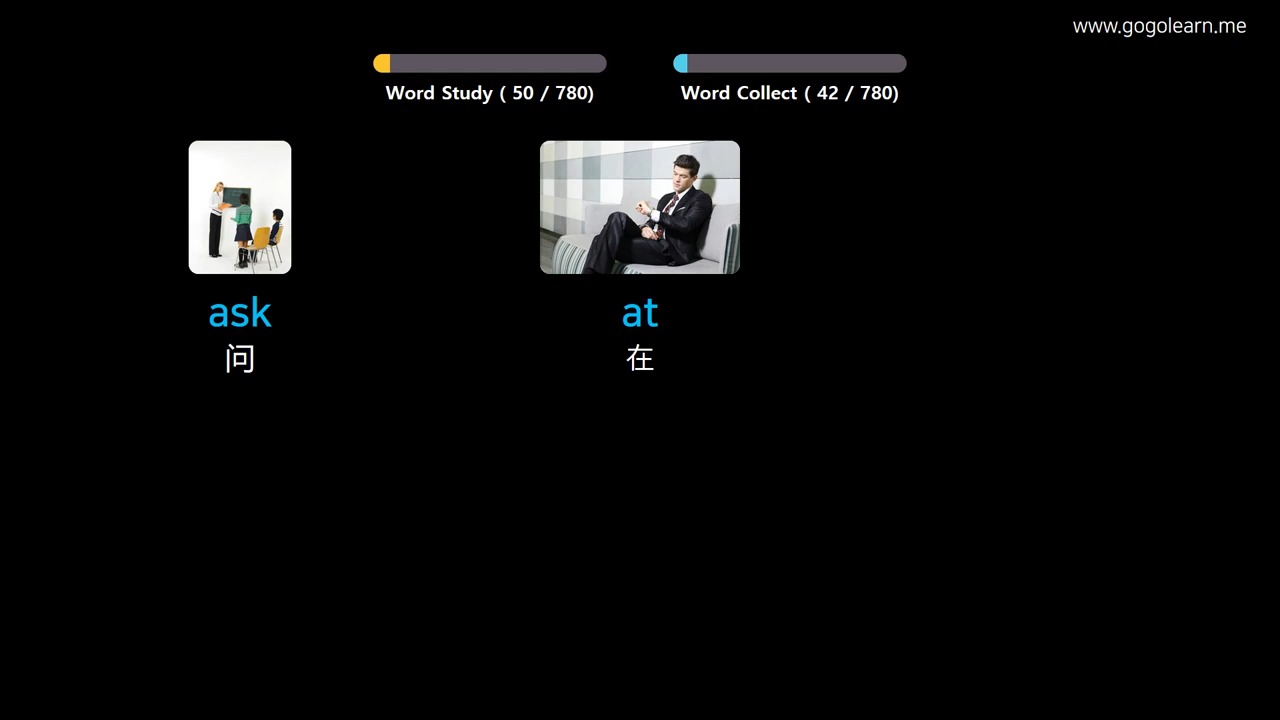 www.gogolearn.me
Word Study ( 50 / 780)
Word Collect ( 42 / 780)
ask
问
at
在